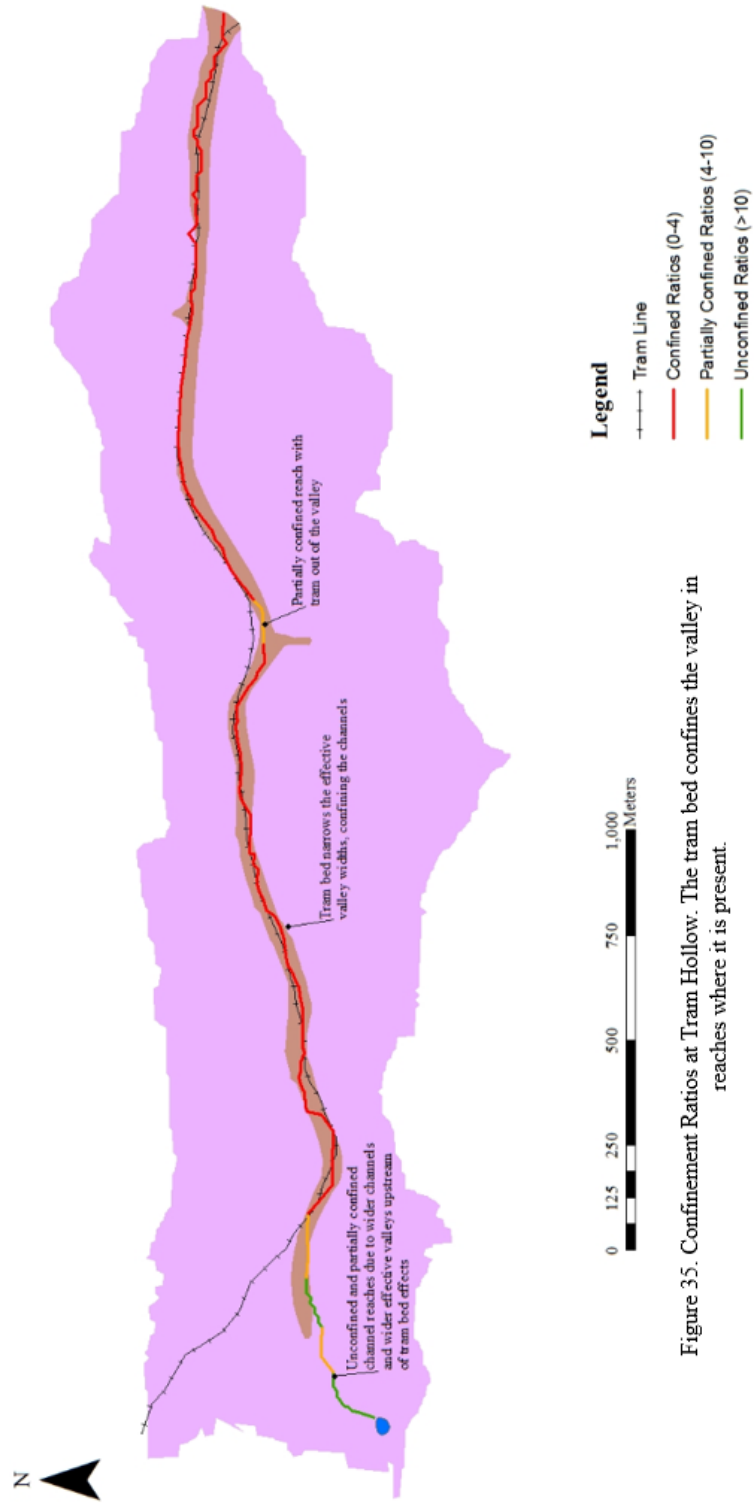 N
Unconfined and partially confined
channel reaches due to wider channels
and wider effective valleys upstream
of tram bed effects
Tram bed narrows the effective
valley widths, confining the channels
Partially confined reach with
tram out of the valley
0 125 250 500 750 1,000
Meters
Legend
Tram Line
Confined Ratios (0-4)
Partially Confined Ratios (4-10)
Unconfined Ratios (>10)
Figure 35. Confinement Ratios at Tram Hollow. The tram bed confines the valley in
reaches where it is present.